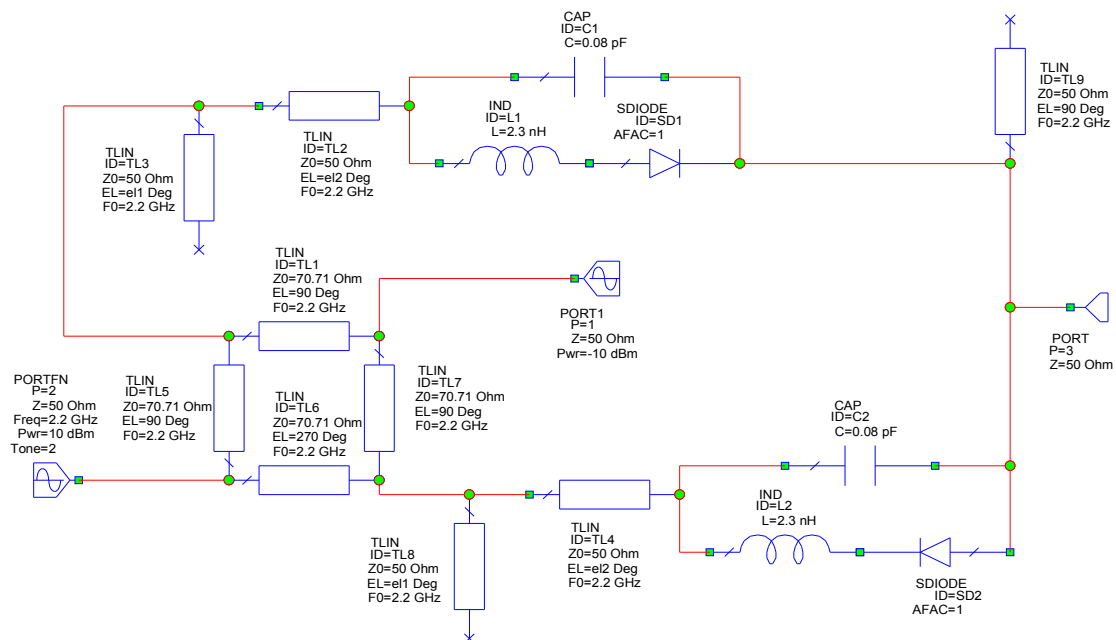 CAP
ID=C1
C=0.08 pF
IND
ID=L1
L=2.3 nH
SDIODE
ID=SD1
AFAC=1
TLIN
ID=TL9
Z0=50 Ohm
EL=90 Deg
F0=2.2 GHz
TLIN
ID=TL3
Z0=50 Ohm
EL=el1 Deg
F0=2.2 GHz
TLIN
ID=TL2
Z0=50 Ohm
EL=el2 Deg
F0=2.2 GHz
TLIN
ID=TL1
Z0=70.71 Ohm
EL=90 Deg
F0=2.2 GHz
PORT1
P=1
Z=50 Ohm
Pwr=-10 dBm
PORT
P=3
Z=50 Ohm
PORTFN
P=2
Z=50 Ohm
Freq=2.2 GHz
Pwr=10 dBm
Tone=2
TLIN
ID=TL5
Z0=70.71 Ohm
EL=90 Deg
F0=2.2 GHz
TLIN
ID=TL6
Z0=70.71 Ohm
EL=270 Deg
F0=2.2 GHz
TLIN
ID=TL7
Z0=70.71 Ohm
EL=90 Deg
F0=2.2 GHz
CAP
ID=C2
C=0.08 pF
IND
ID=L2
L=2.3 nH
TLIN
ID=TL8
Z0=50 Ohm
EL=el1 Deg
F0=2.2 GHz
TLIN
ID=TL4
Z0=50 Ohm
EL=el2 Deg
F0=2.2 GHz
SDIODE
ID=SD2
AFAC=1